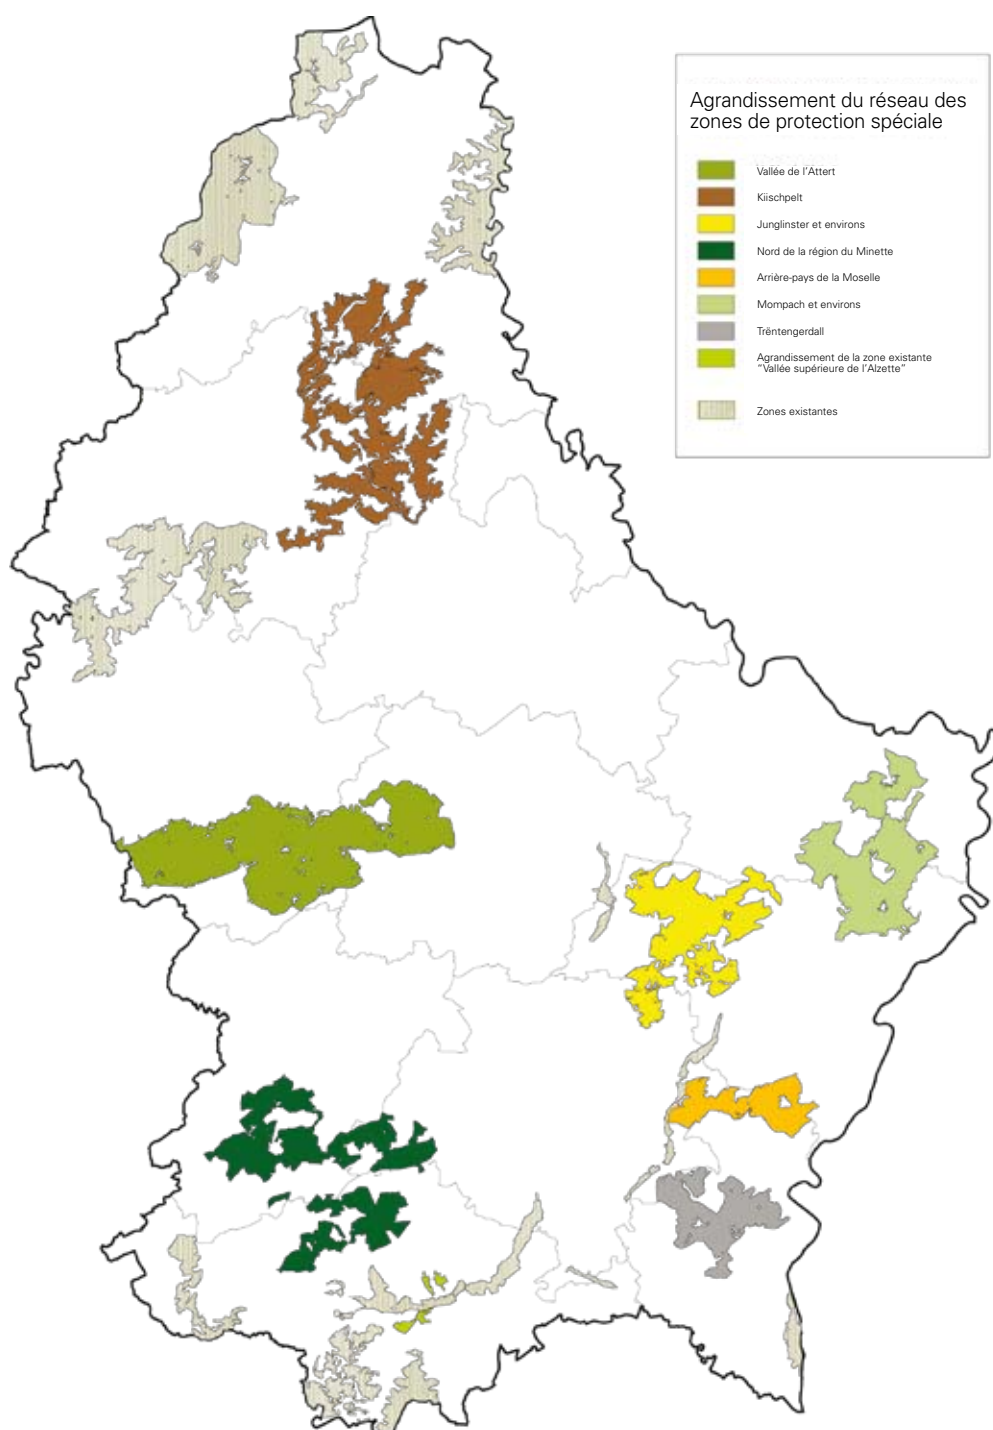 Agrandissement du réseau des
zones de protection spéciale
Vallée de l'Attert
Kiischpelt
Junglinster et environs
Nord de la région du Minette
Arrière-pays de la Moselle
Mompach et environs
Trëntengerdall
Agrandissement de la zone existante
"Vallée supérieure de l'Alzette"
Zones existantes